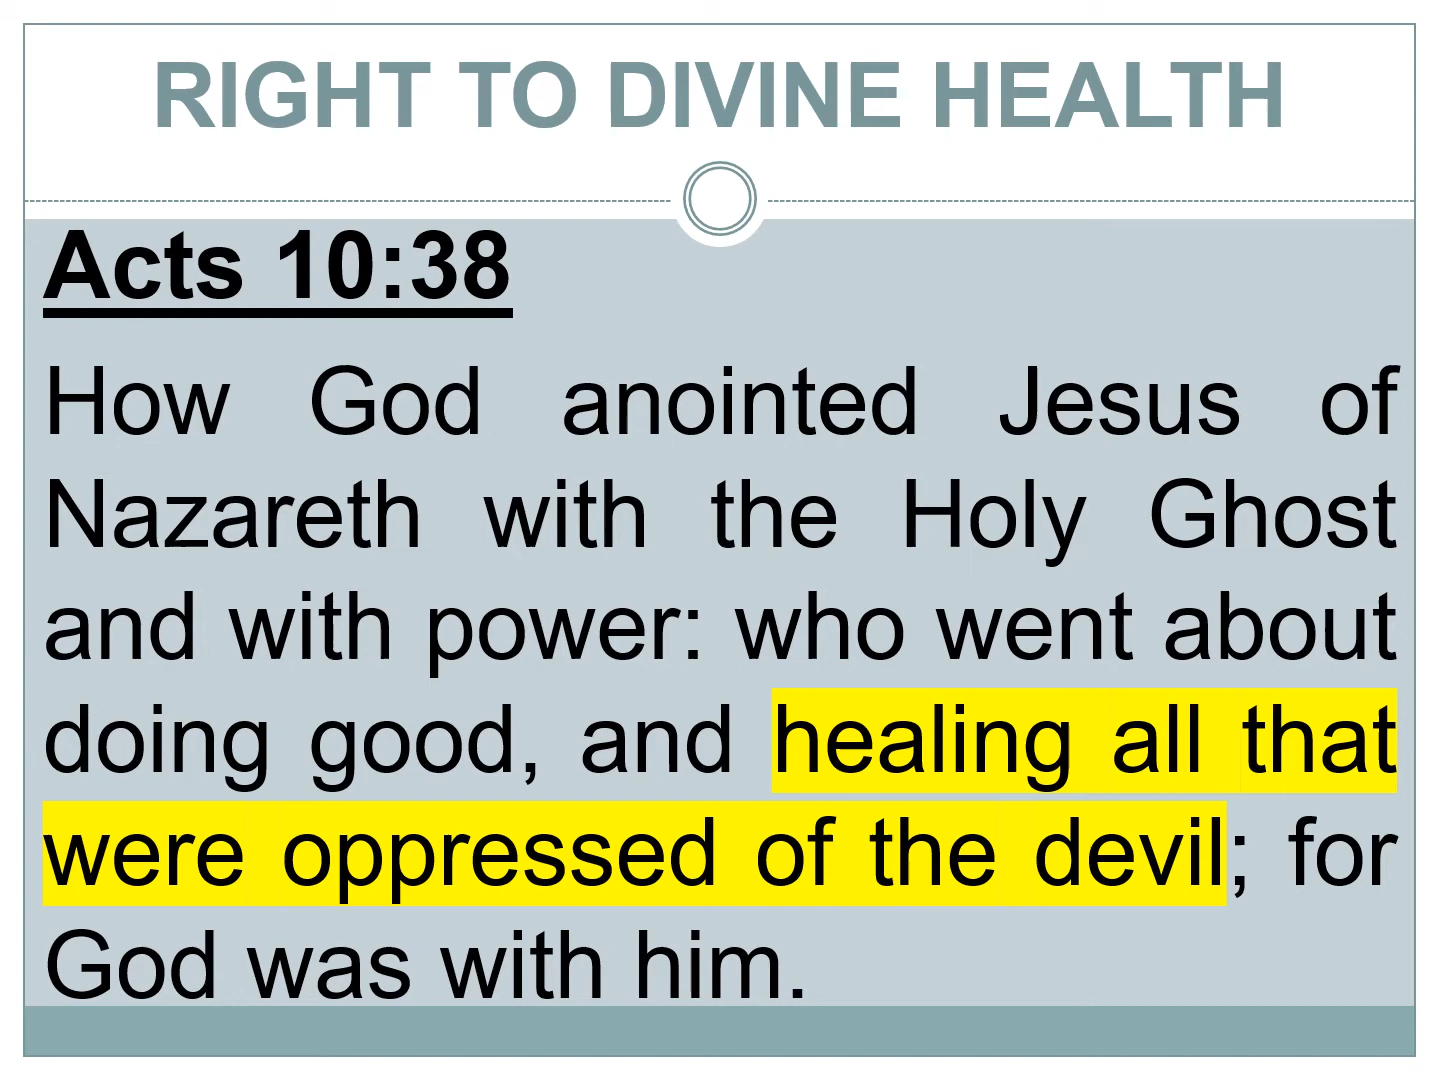 RIGHT TO DIVINE HEALTH
Acts 10:38
How God anointed Jesus of
Nazareth with the Holy Ghost
and with power: who went about
doing good, and healing all that
were oppressed of the devil; for
God was with him.